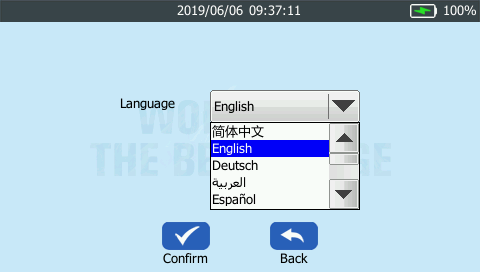 2019/06/06 09:37:11 100%
Language English
简体中文
English
Deutsch
العربية
Español
Confirm Back